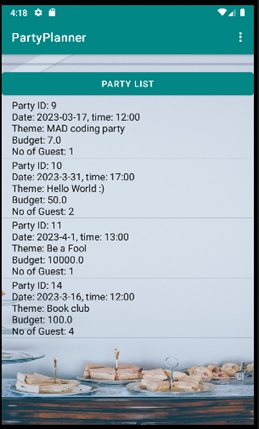 4:18
PartyPlanner
PARTY LIST
Party ID: 9
Date: 2023-03-17, time: 12:00
Theme: MAD coding party
Budget: 7.0
No of Guest: 1
Party ID: 10
Date: 2023-3-31, time: 17:00
Theme: Hello World :)
Budget: 50.0
No of Guest: 2
Party ID: 11
Date: 2023-4-1, time: 13:00
Theme: Be a Fool
Budget: 10000.0
No of Guest: 1
Party ID: 14
Date: 2023-3-16, time: 12:00
Theme: Book club
Budget: 100.0
No of Guest: 4